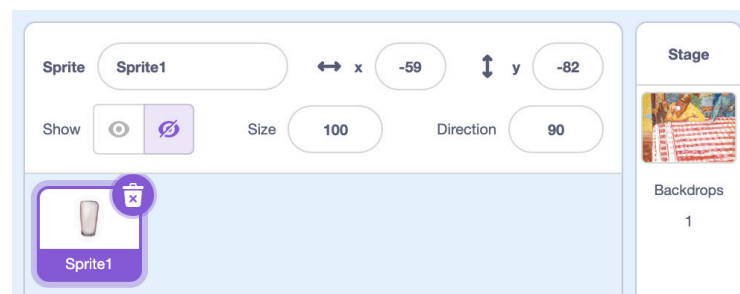 Sprite Sprite1 x -59 y -82
Show Size 100 Direction 90
Sprite1
Stage
Backdrops
1